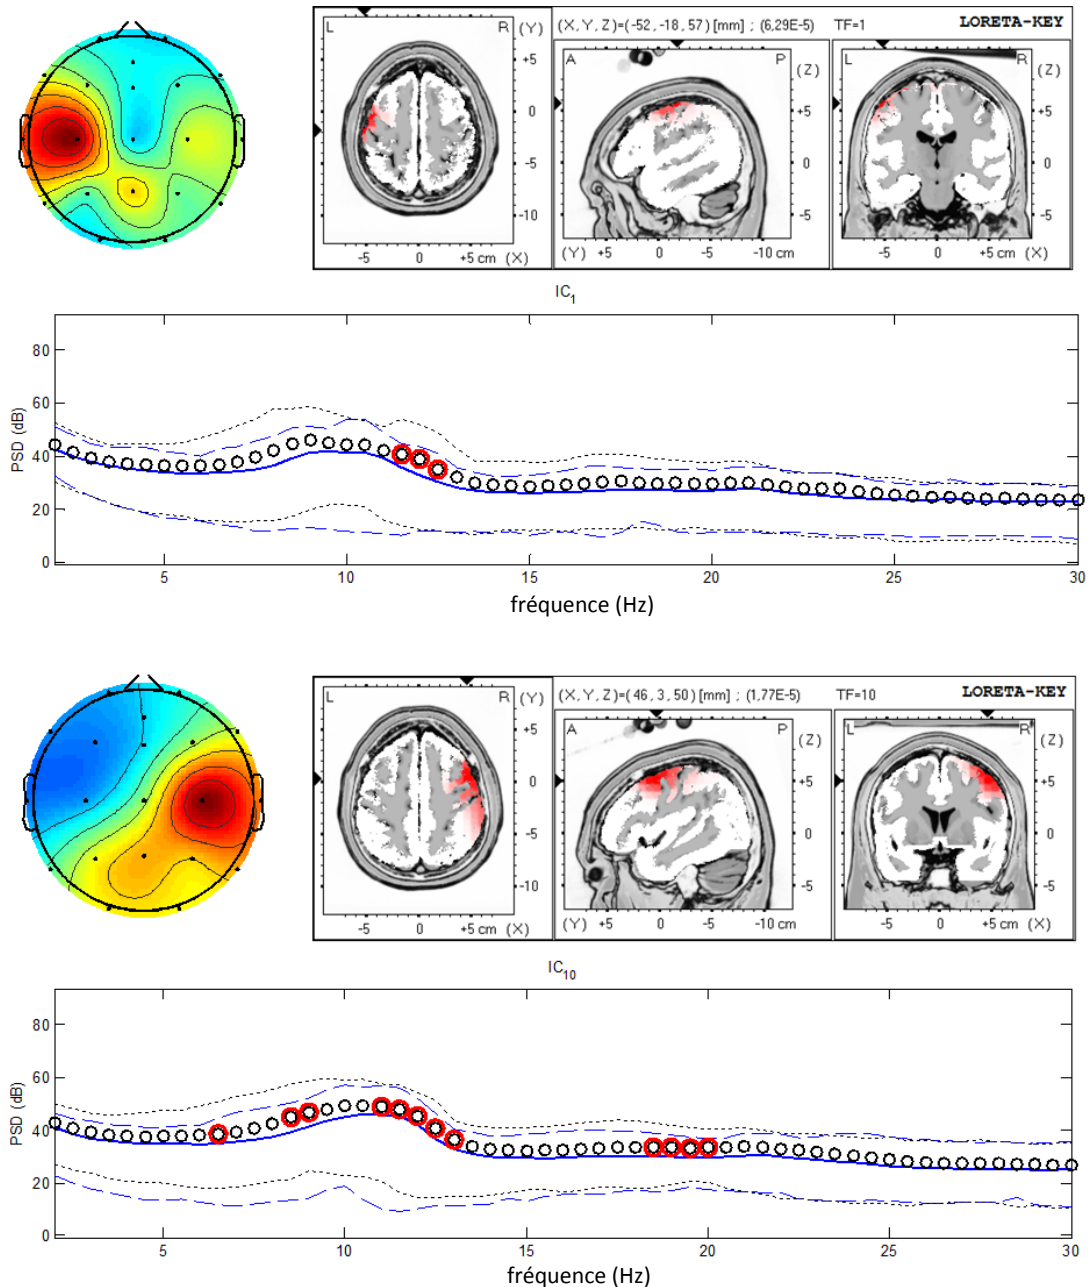 L R (Y) (X, Y, Z)=(-52, -18, 57) [mm] ; (6,29E-5) TF=1 LORETA-KEY
A P (Z) L R (Z)
+5 0 -5 -10
+5 0 -5
+5 0 -5
-5 0 +5 cm (X) (Y) +5 0 -5 -10 cm -5 0 +5 cm (X)
IC1
PSD (dB)
80
60
40
20
0
5 10 15 20 25 30
fréquence (Hz)
L R (Y) (X, Y, Z)=( 46, 3, 50) [mm] ; (1,77E-5) TF=10 LORETA-KEY
A P (Z) L R (Z)
+5 0 -5 -10
+5 0 -5
+5 0 -5
-5 0 +5 cm (X) (Y) +5 0 -5 -10 cm -5 0 +5 cm (X)
IC10
PSD (dB)
80
60
40
20
0
5 10 15 20 25 30
fréquence (Hz)